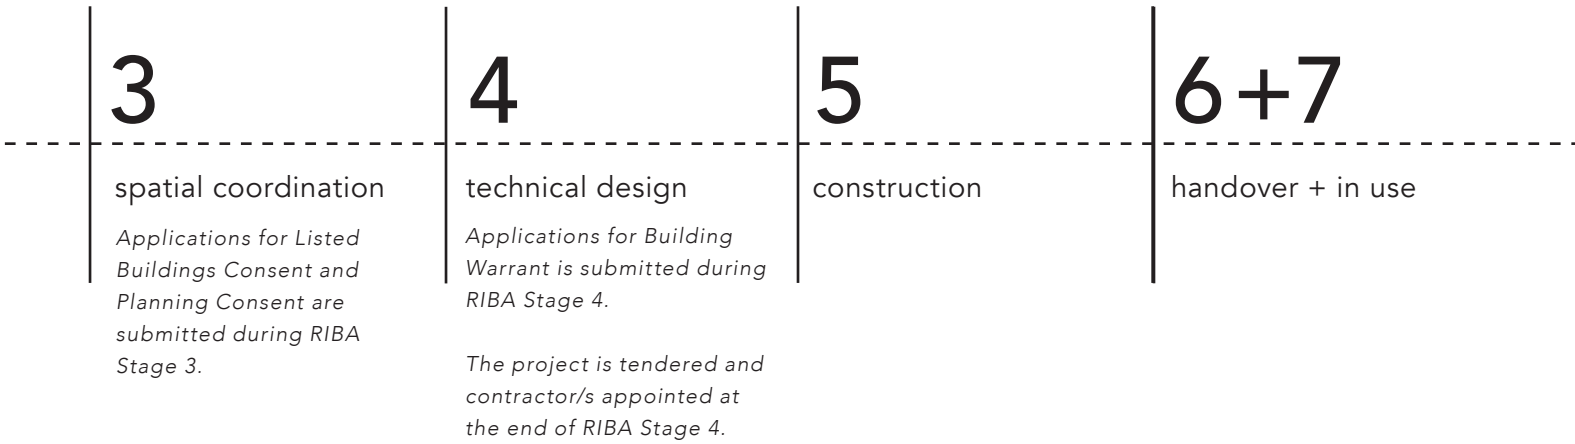 3
spatial coordination
Applications for Listed
Buildings Consent and
Planning Consent are
submitted during RIBA
Stage 3.
4
technical design
Applications for Building
Warrant is submitted during
RIBA Stage 4.
The project is tendered and
contractor/s appointed at
the end of RIBA Stage 4.
5
construction
6+7
handover + in use